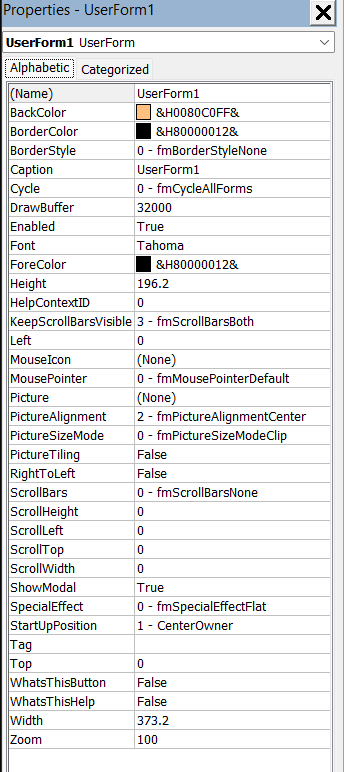 Properties - UserForm1
UserForm1 UserForm
Alphabetic Categorized
(Name) UserForm1
BackColor &H0080C0FF&
BorderColor &H80000012&
BorderStyle 0 - fmBorderStyleNone
Caption UserForm1
Cycle 0 - fmCycleAllForms
DrawBuffer 32000
Enabled True
Font Tahoma
ForeColor &H80000012&
Height 196.2
HelpContextID 0
KeepScrollBarsVisible 3 - fmScrollBarsBoth
Left 0
MouseIcon (None)
MousePointer 0 - fmMousePointerDefault
Picture (None)
PictureAlignment 2 - fmPictureAlignmentCenter
PictureSizeMode 0 - fmPictureSizeModeClip
PictureTiling False
RightToLeft False
ScrollBars 0 - fmScrollBarsNone
ScrollHeight 0
ScrollLeft 0
ScrollTop 0
ScrollWidth 0
ShowModal True
SpecialEffect 0 - fmSpecialEffectFlat
StartUpPosition 1 - CenterOwner
Tag
Top 0
WhatsThisButton False
WhatsThisHelp False
Width 373.2
Zoom 100